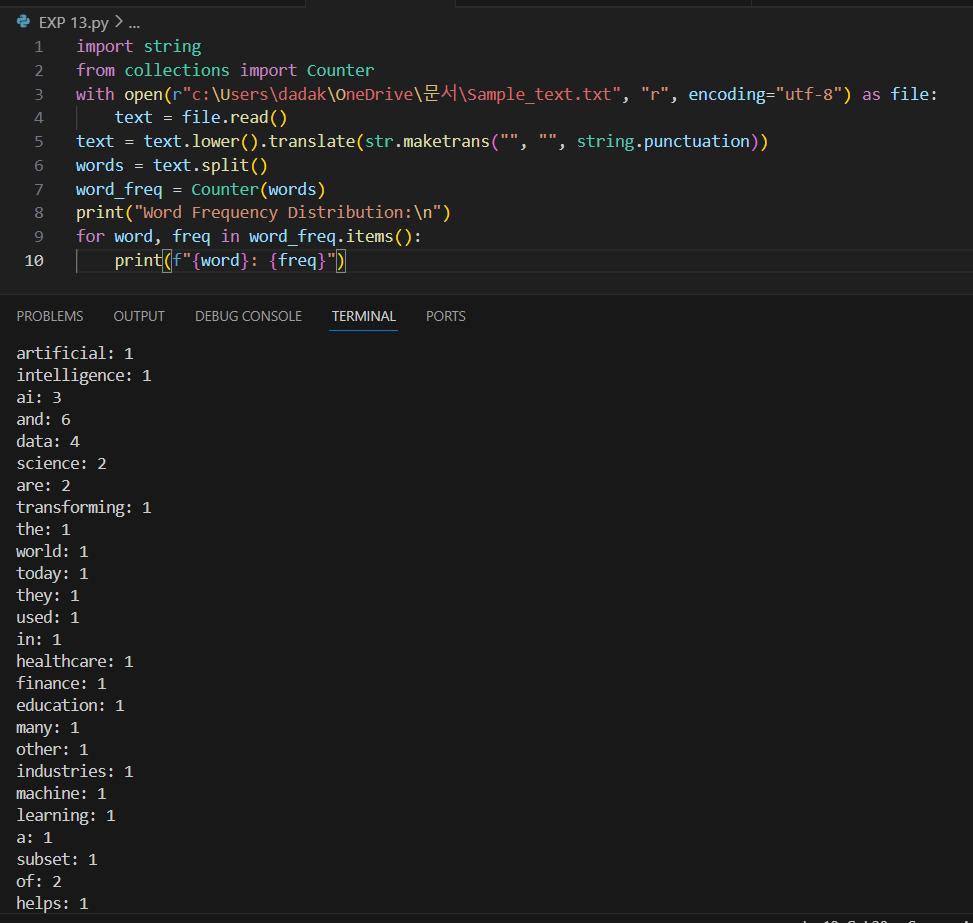 EXP 13.py > ...
1 import string
2 from collections import Counter
3 with open(r"c:\Users\dadak\OneDrive\문서\Sample_text.txt", "r", encoding="utf-8") as file:
4     text = file.read()
5 text = text.lower().translate(str.maketrans("", "", string.punctuation))
6 words = text.split()
7 word_freq = Counter(words)
8 print("Word Frequency Distribution:\n")
9 for word, freq in word_freq.items():
10     print(f"{word}: {freq}")
PROBLEMS OUTPUT DEBUG CONSOLE TERMINAL PORTS
artificial: 1
intelligence: 1
ai: 3
and: 6
data: 4
science: 2
are: 2
transforming: 1
the: 1
world: 1
today: 1
they: 1
used: 1
in: 1
healthcare: 1
finance: 1
education: 1
many: 1
other: 1
industries: 1
machine: 1
learning: 1
a: 1
subset: 1
of: 2
helps: 1